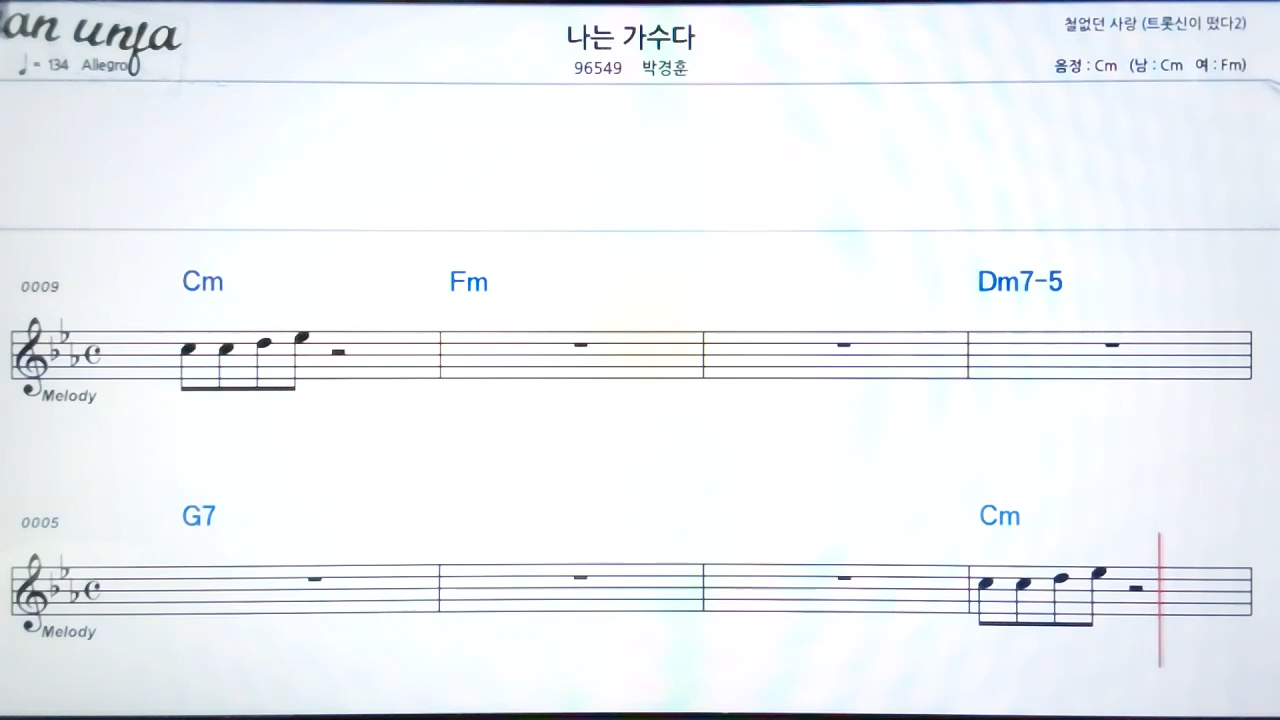 an unja
♩= 134 Allegro
나는 가수다
96549 박경훈
철없던 사랑 (트롯신이 떴다2)
음정 : Cm (남 : Cm 여 : Fm)
0009 Cm Fm Dm7-5
Melody
0005 G7 Cm
Melody